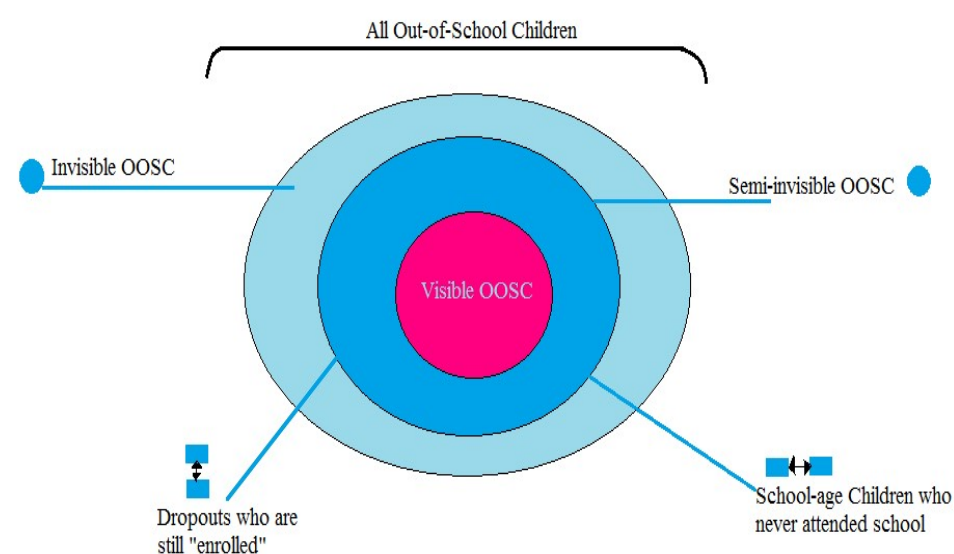 All Out-of-School Children
Invisible OOSC
Semi-invisible OOSC
Visible OOSC
Dropouts who are
still "enrolled"
School-age Children who
never attended school